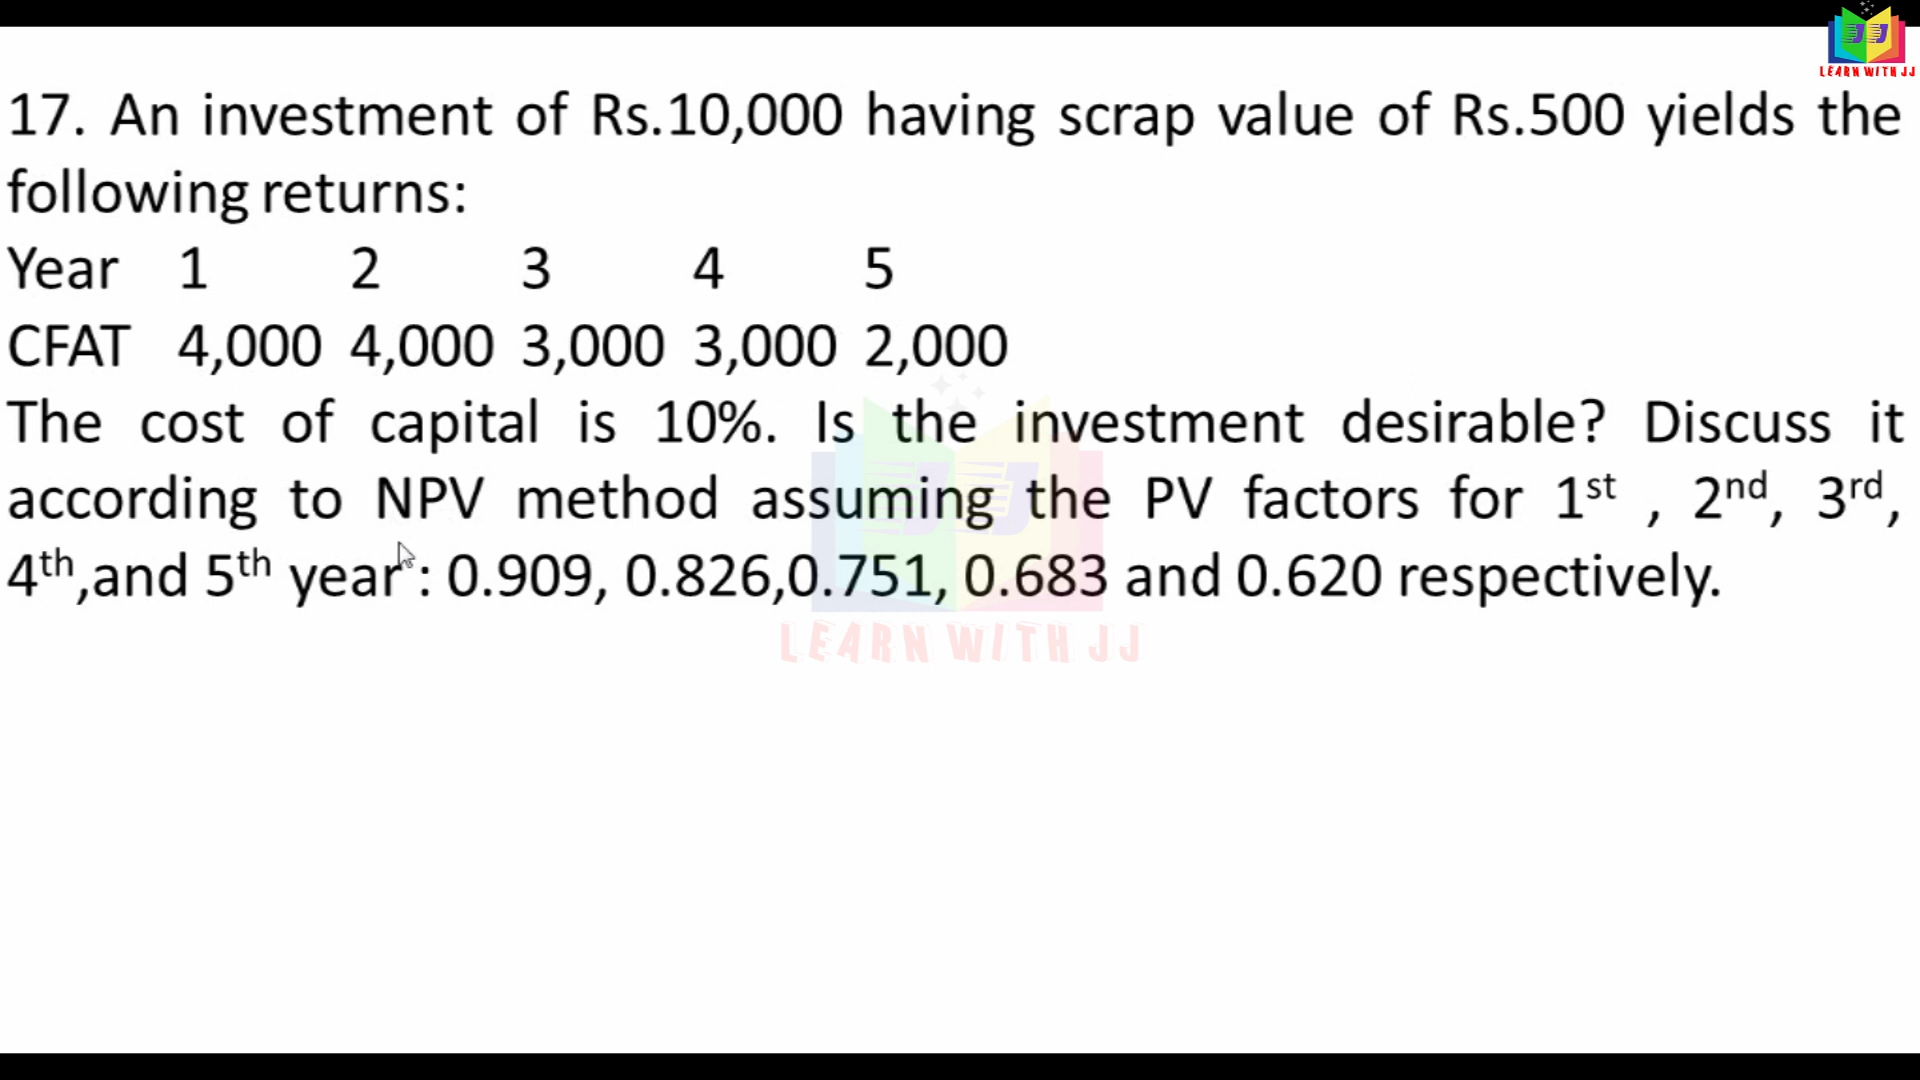 LEARN WITH JJ
17. An investment of Rs.10,000 having scrap value of Rs.500 yields the
following returns:
Year 1 2 3 4 5
CFAT 4,000 4,000 3,000 3,000 2,000
The cost of capital is 10%. Is the investment desirable? Discuss it
according to NPV method assuming the PV factors for 1st , 2nd, 3rd,
4th,and 5th year : 0.909, 0.826,0.751, 0.683 and 0.620 respectively.
LEARN WITH JJ